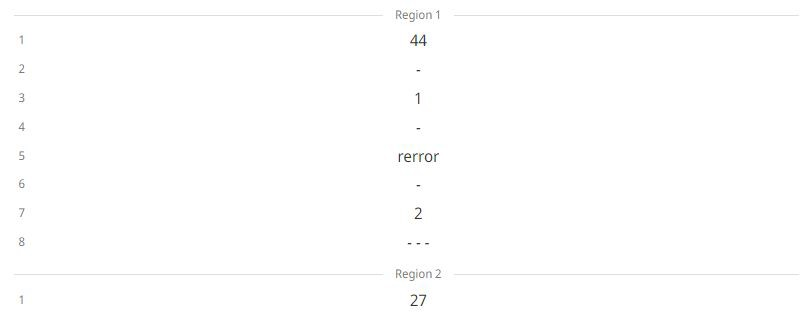 Region 1
1 44
2 -
3 1
4 -
5 rerror
6 -
7 2
8 - - -
Region 2
1 27